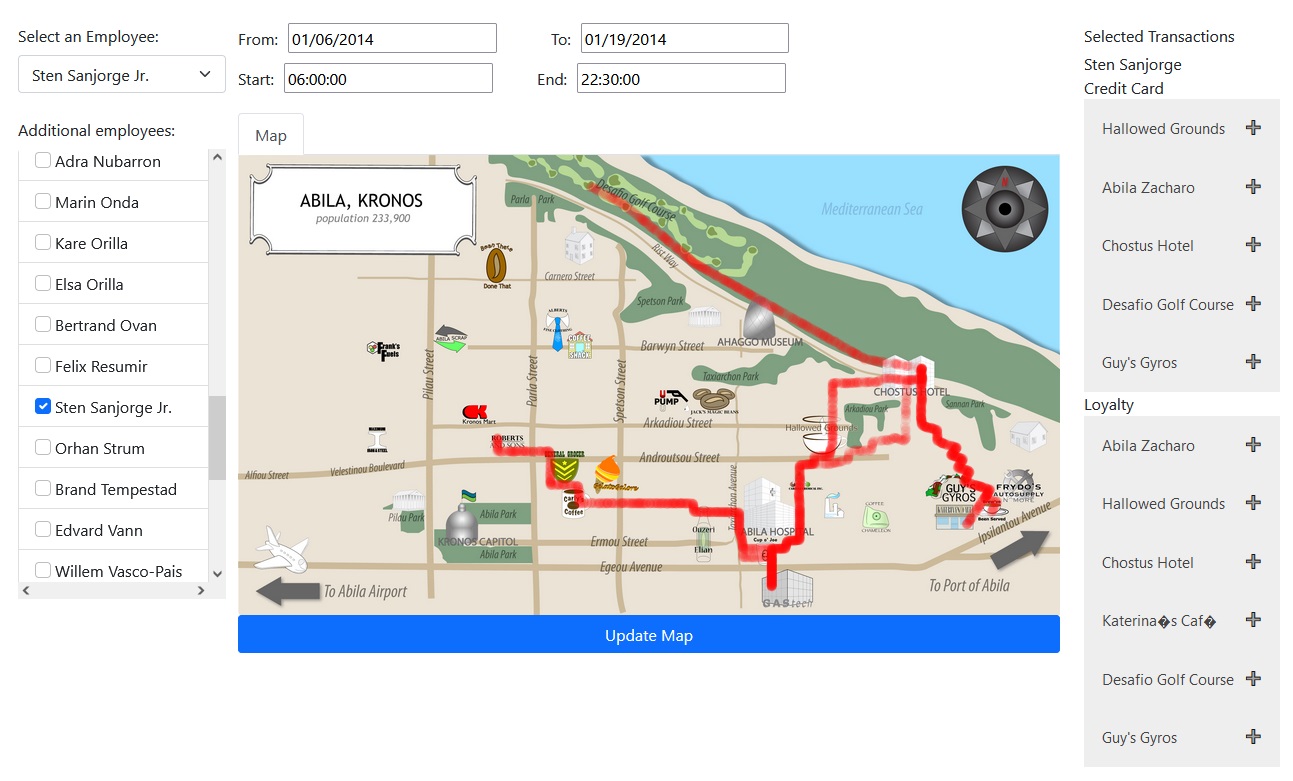 Select an Employee:
Sten Sanjorge Jr.
Additional employees:
Adra Nubarron
Marin Onda
Kare Orilla
Elsa Orilla
Bertrand Ovan
Felix Resumir
Sten Sanjorge Jr.
Orhan Strum
Brand Tempestad
Edvard Vann
Willem Vasco-Pais
From: 01/06/2014
To: 01/19/2014
Start: 06:00:00
End: 22:30:00
Map
ABILA, KRONOS
population 233,900
Parla Park
Desafio Golf Course
Mediterranean Sea
N
Rist Way
Bean There
Done That
Carnero Street
Spetson Park
ALBERTS
FINE CLOTHING
COFFEE
SHACK
ABILA SCRAP
Frank's
Fuels
Barwyn Street
AHAGGO MUSEUM
Pilau Street
Parla Street
Spetson Street
Taxiarchon Park
CHOSTUS HOTEL
U
PUMP
JACK'S MAGIC BEANS
Kronos Mart
Arkadiou Street
Arkadiou Park
Sannan Park
Hallowed Grounds
ROBERTS
AND SONS
GENERAL GROCER
Androutsou Street
Alfiou Street
Velestinou Boulevard
Gelatogalore
Carly's
Coffee
Taxiarchon Avenue
GUY'S
GYROS
FRYDO'S
AUTOSUPPLY
N' MORE
Been Served
Ipsilantou Avenue
COFFEE
CHAMELEON
Pilau Park
Abila Park
KRONOS CAPITOL
Abila Park
Ouzeri
Elian
ABILA HOSPITAL
Cup o' Joe
Ermou Street
Egeou Avenue
To Abila Airport
To Port of Abila
GAStech
Update Map
Selected Transactions
Sten Sanjorge
Credit Card
Hallowed Grounds
Abila Zacharo
Chostus Hotel
Desafio Golf Course
Guy's Gyros
Loyalty
Abila Zacharo
Hallowed Grounds
Chostus Hotel
Katerina�s Caf�
Desafio Golf Course
Guy's Gyros